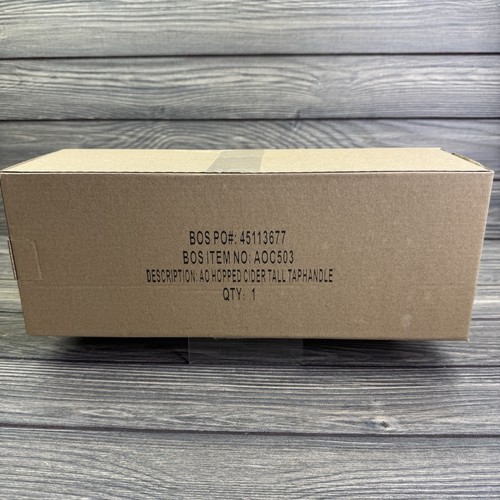 BOS PO#: 45113677
BOS ITEM NO: AOC503
DESCRIPTION: AO HOPPED CIDER TALL TAPHANDLE
QTY: 1